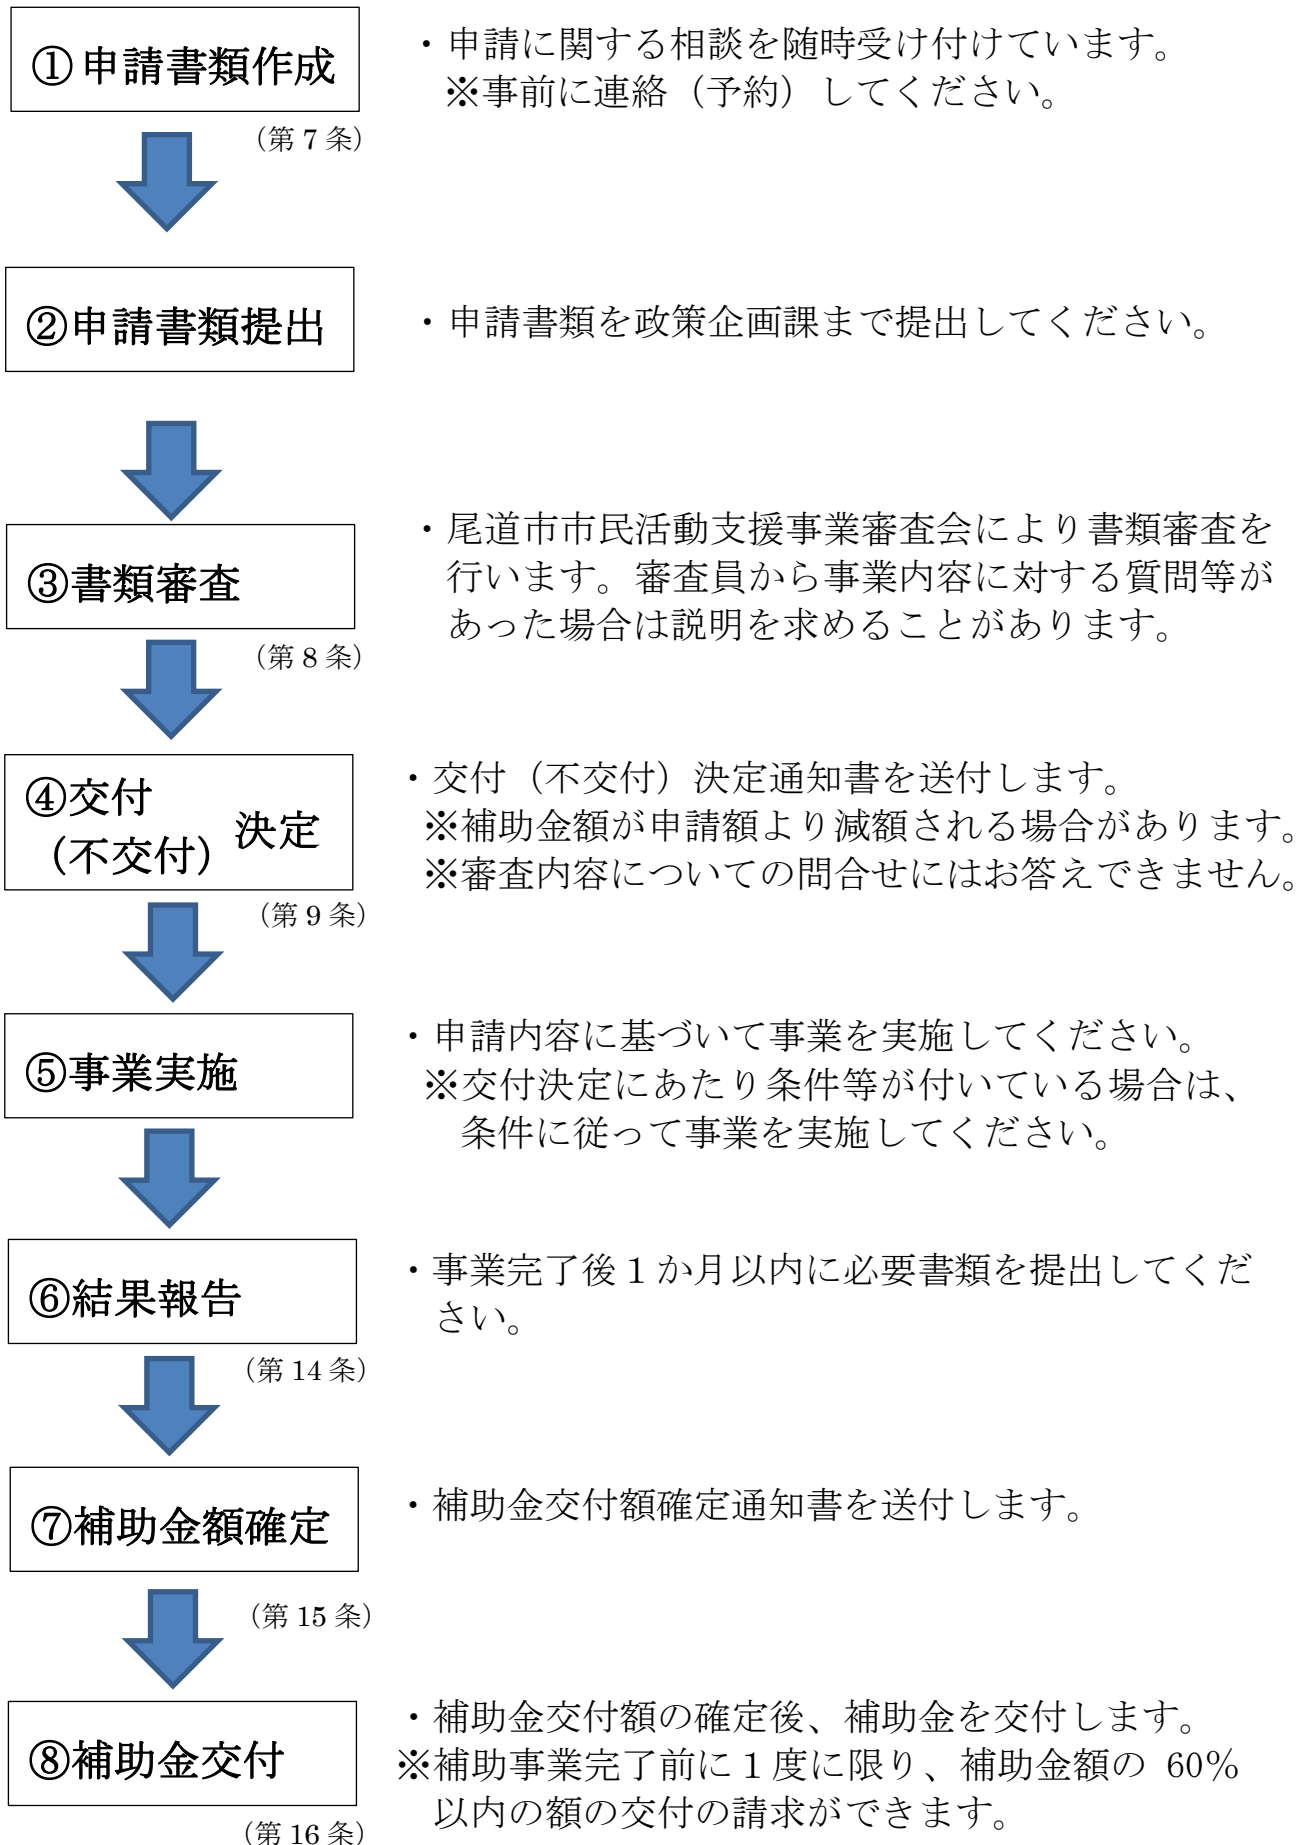 ①申請書類作成
・申請に関する相談を随時受け付けています。
※事前に連絡（予約）してください。
（第 7 条）
②申請書類提出
・申請書類を政策企画課まで提出してください。
③書類審査
・尾道市市民活動支援事業審査会により書類審査を
行います。審査員から事業内容に対する質問等が
あった場合は説明を求めることがあります。
（第 8 条）
④交付
（不交付）
決定
・交付（不交付）決定通知書を送付します。
※補助金額が申請額より減額される場合があります。
※審査内容についての問合せにはお答えできません。
（第 9 条）
⑤事業実施
・申請内容に基づいて事業を実施してください。
※交付決定にあたり条件等が付いている場合は、
条件に従って事業を実施してください。
⑥結果報告
・事業完了後１か月以内に必要書類を提出してくだ
さい。
（第 14 条）
⑦補助金額確定
・補助金交付額確定通知書を送付します。
（第 15 条）
⑧補助金交付
・補助金交付額の確定後、補助金を交付します。
※補助事業完了前に１度に限り、補助金額の 60％
以内の額の交付の請求ができます。
（第 16 条）